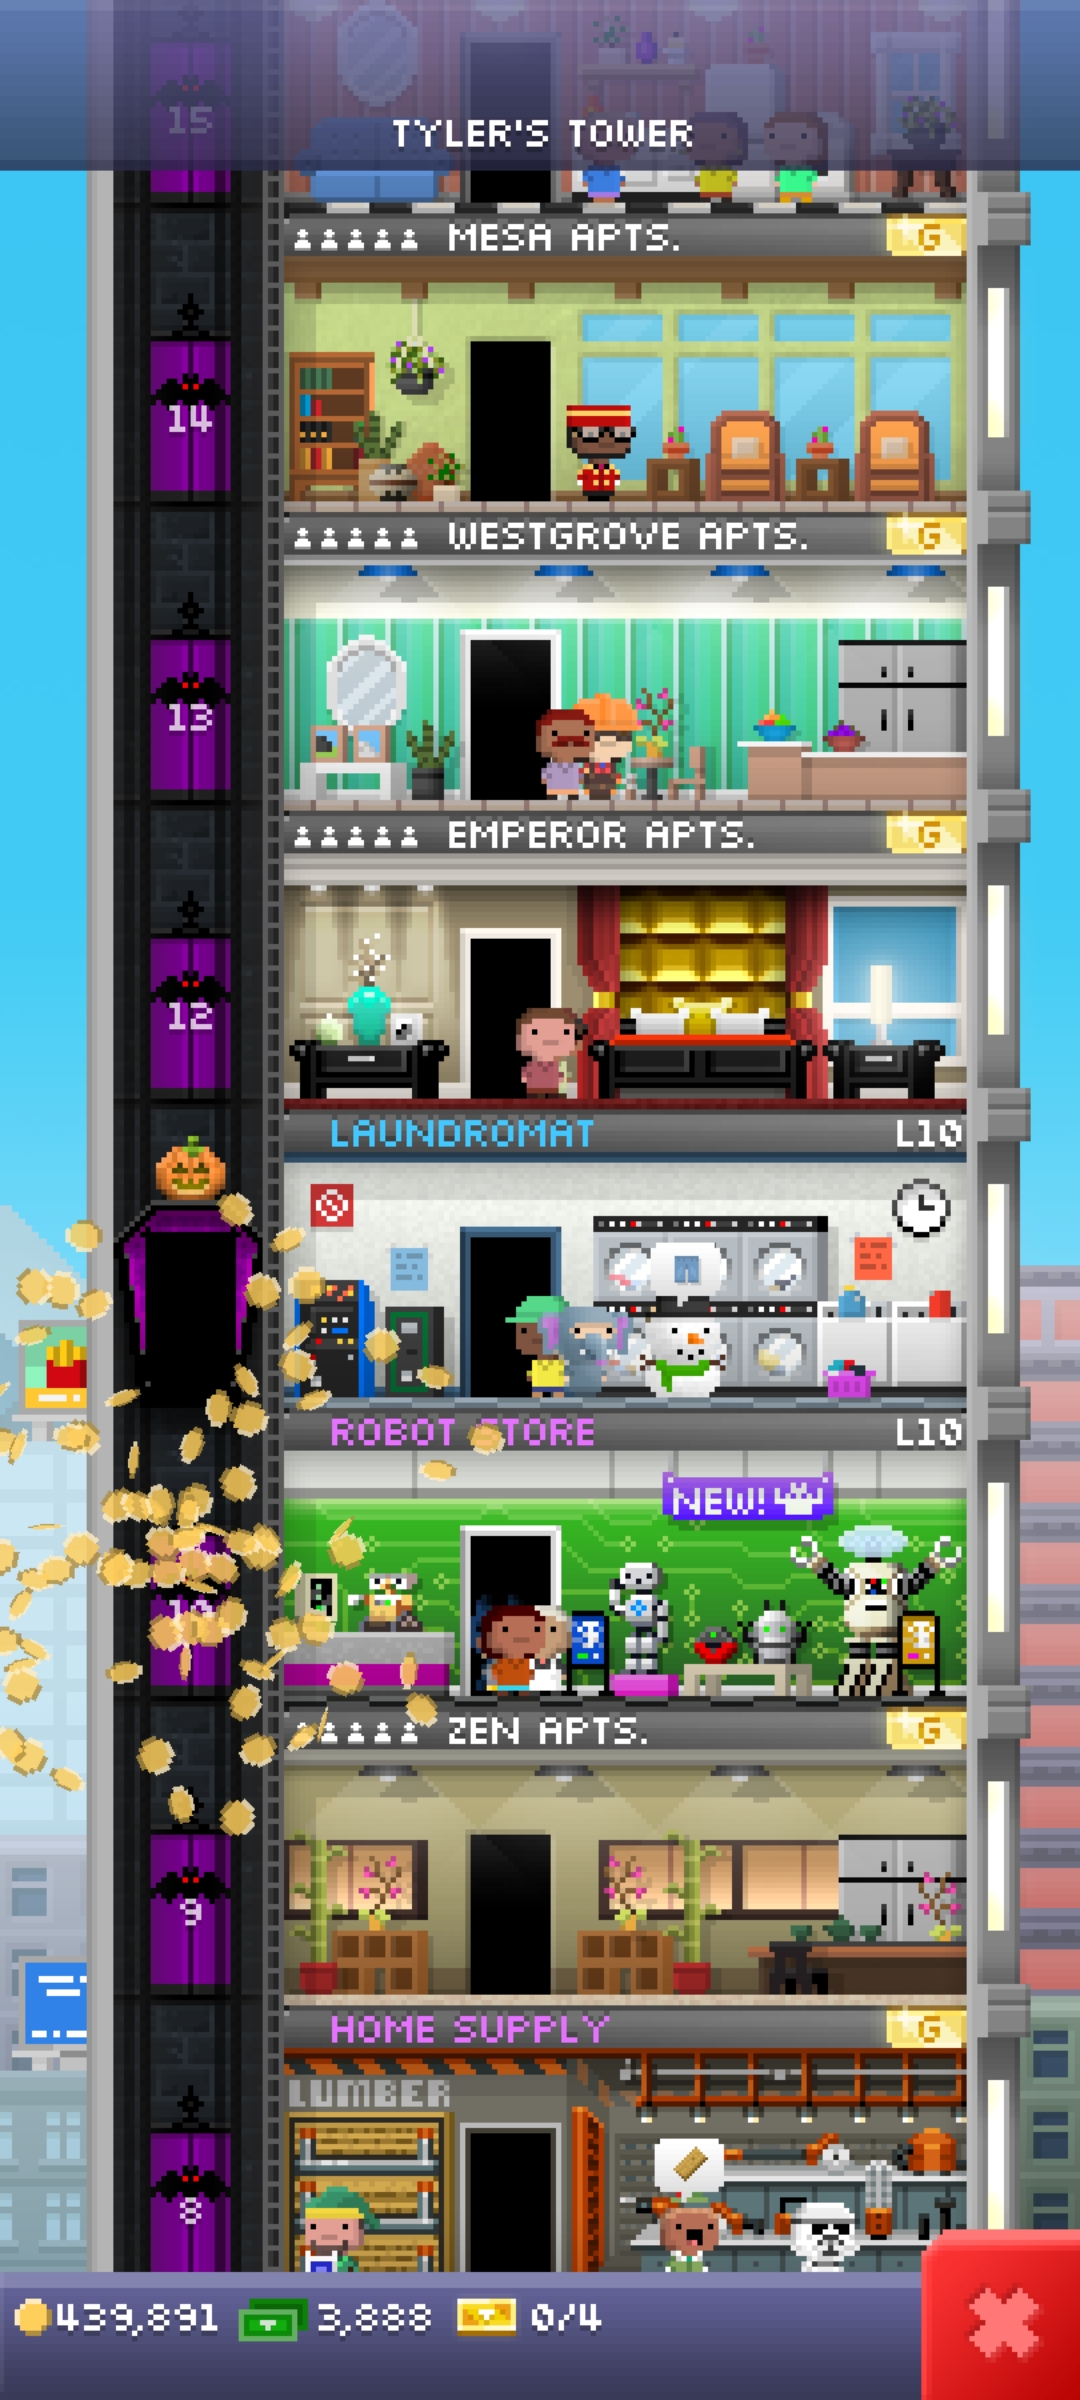 15
TYLER'S TOWER
MESA APTS. G
14
WESTGROVE APTS. G
13
EMPEROR APTS. G
12
LAUNDROMAT L10
ROBOT STORE L10
NEW!
ZEN APTS. G
9
HOME SUPPLY G
LUMBER
8
439,891 3,888 0/4